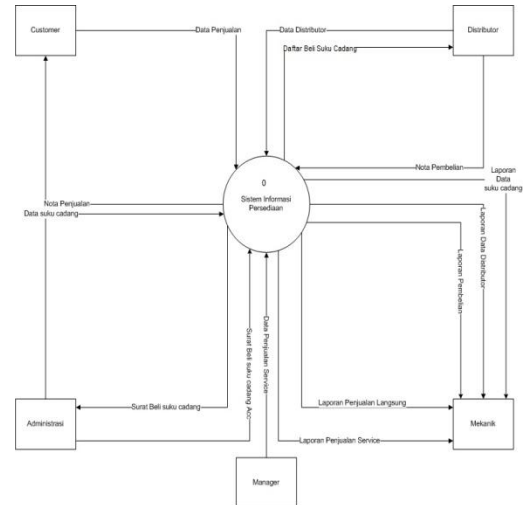 Customer
Data Penjualan
Data Distributor
Daftar Beli Suku Cadang
Distributor
Nota Pembelian
Laporan
Data
suku cadang
0
Sistem Informasi
Persediaan
Nota Penjualan
Data suku cadang
Laporan Data Distributor
Laporan Pembelian
Surat Beli suku cadang Acc
Data Penjualan Service
Surat Beli suku cadang
Laporan Penjualan Langsung
Laporan Penjualan Service
Administrasi
Mekanik
Manager